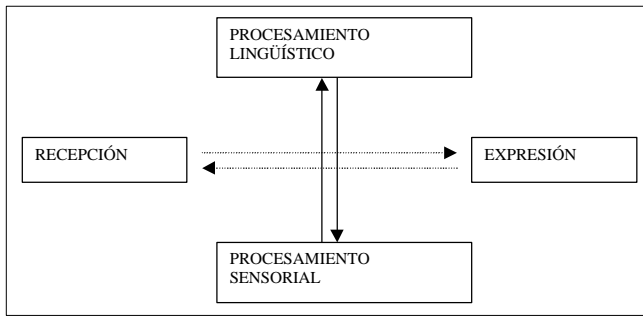 PROCESAMIENTO
LINGÜÍSTICO
RECEPCIÓN
EXPRESIÓN
PROCESAMIENTO
SENSORIAL